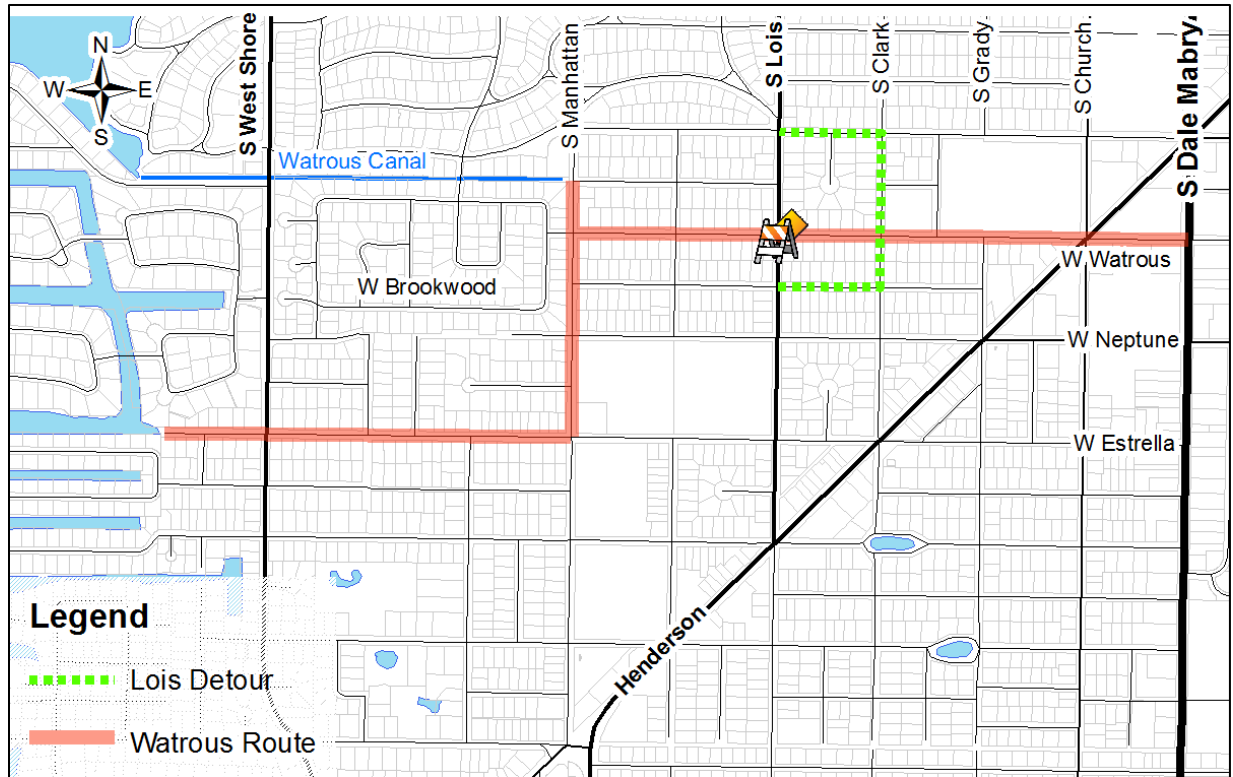 N
W E
S
S West Shore
S Manhattan
S Lois
S Clark
S Grady
S Church.
S Dale Mabry
Watrous Canal
W Brookwood
W Watrous
W Neptune
W Estrella
Henderson
Legend
Lois Detour
Watrous Route